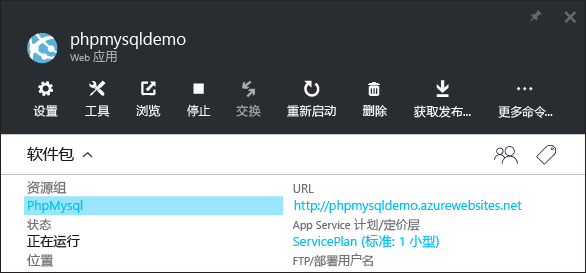 phpmysqldemo
Web 应用
设置 工具 浏览 停止 交换 重新启动 删除 获取发布... 更多命令...
软件包
资源组 URL
PhpMysql http://phpmysqldemo.azurewebsites.net
状态 App Service 计划/定价层
正在运行 ServicePlan (标准: 1 小型)
位置 FTP/部署用户名